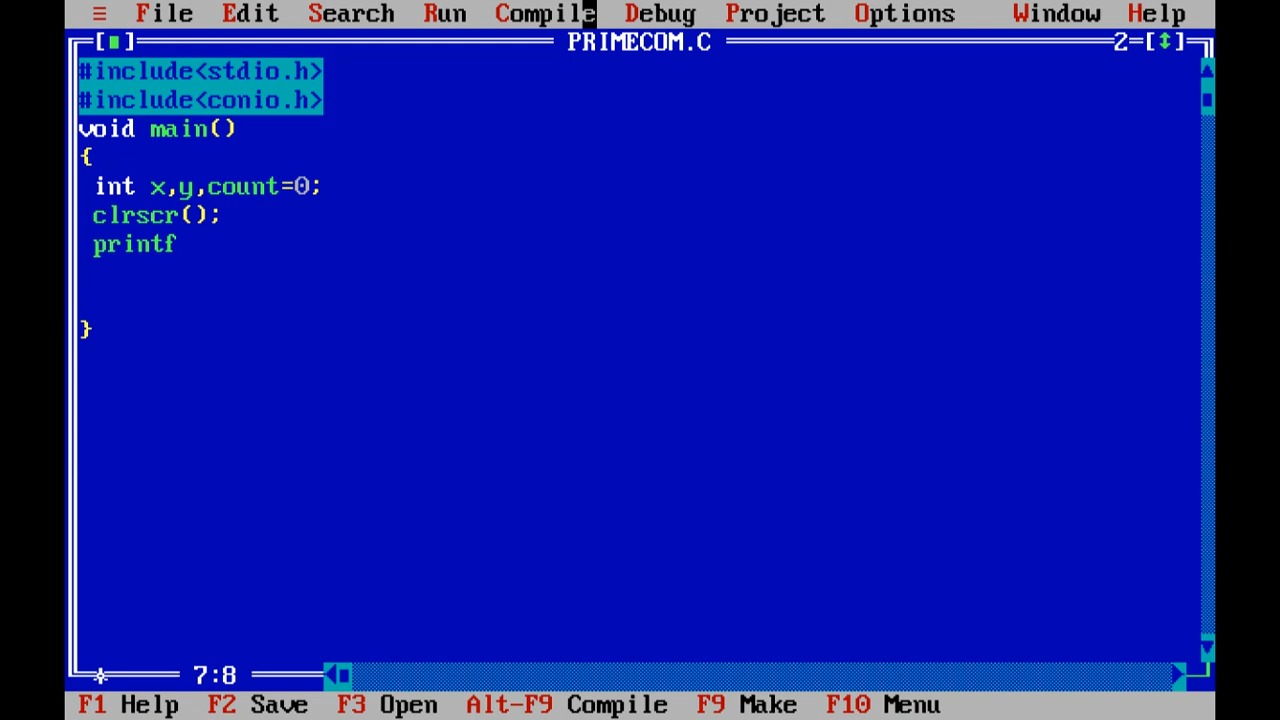 ≡ File Edit Search Run Compile Debug Project Options Window Help
[■] PRIMECOM.C 2=[↕]
#include<stdio.h>
#include<conio.h>
void main()
{
int x,y,count=0;
clrscr();
printf
}
7:8
F1 Help F2 Save F3 Open Alt-F9 Compile F9 Make F10 Menu